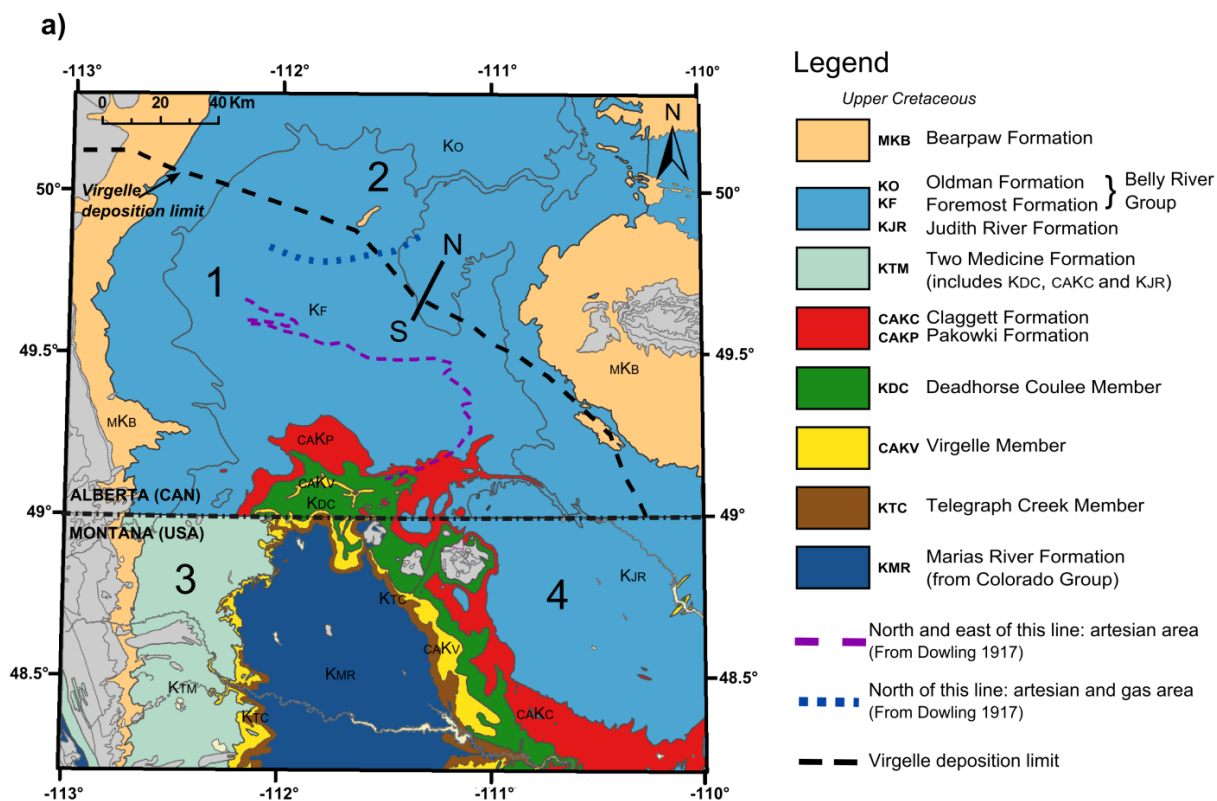 a)
-113° -112° -111° -110°
0 20 40 Km
N
KO
2
50° 50°
Virgelle
deposition limit
N
1
KF
S
49.5° 49.5°
MKB
MKB
CAKP
CAKV
KDC
ALBERTA (CAN)
49° 49°
MONTANA (USA)
3
KJR
4
KTC
CAKV
48.5° 48.5°
KMR
KTM
KTC
CAKC
-113° -112° -111° -110°
Legend
Upper Cretaceous
MKB Bearpaw Formation
KO Oldman Formation } Belly River
KF Foremost Formation Group
KJR Judith River Formation
KTM Two Medicine Formation
(includes KDC, CAKC and KJR)
CAKC Claggett Formation
CAKP Pakowki Formation
KDC Deadhorse Coulee Member
CAKV Virgelle Member
KTC Telegraph Creek Member
KMR Marias River Formation
(from Colorado Group)
North and east of this line: artesian area
(From Dowling 1917)
North of this line: artesian and gas area
(From Dowling 1917)
Virgelle deposition limit